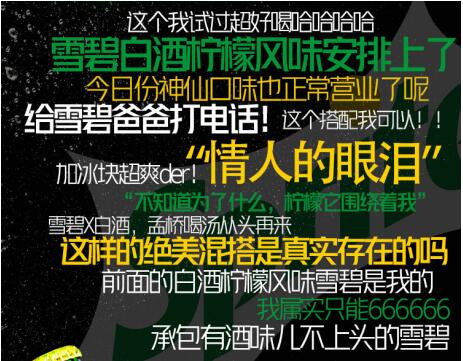 这个我试过超好喝哈哈哈哈
雪碧白酒柠檬风味安排上了
今日份神仙口味也正常营业了呢
给雪碧爸爸打电话！ 这个搭配我可以！！
加冰块超爽der！ “情人的眼泪”
“不知道为了什么，柠檬它围绕着我”
雪碧X白酒，孟桥喝汤从头再来
这样的绝美混搭是真实存在的吗
前面的白酒柠檬风味雪碧是我的
我属实只能666666
承包有酒味儿不上头的雪碧